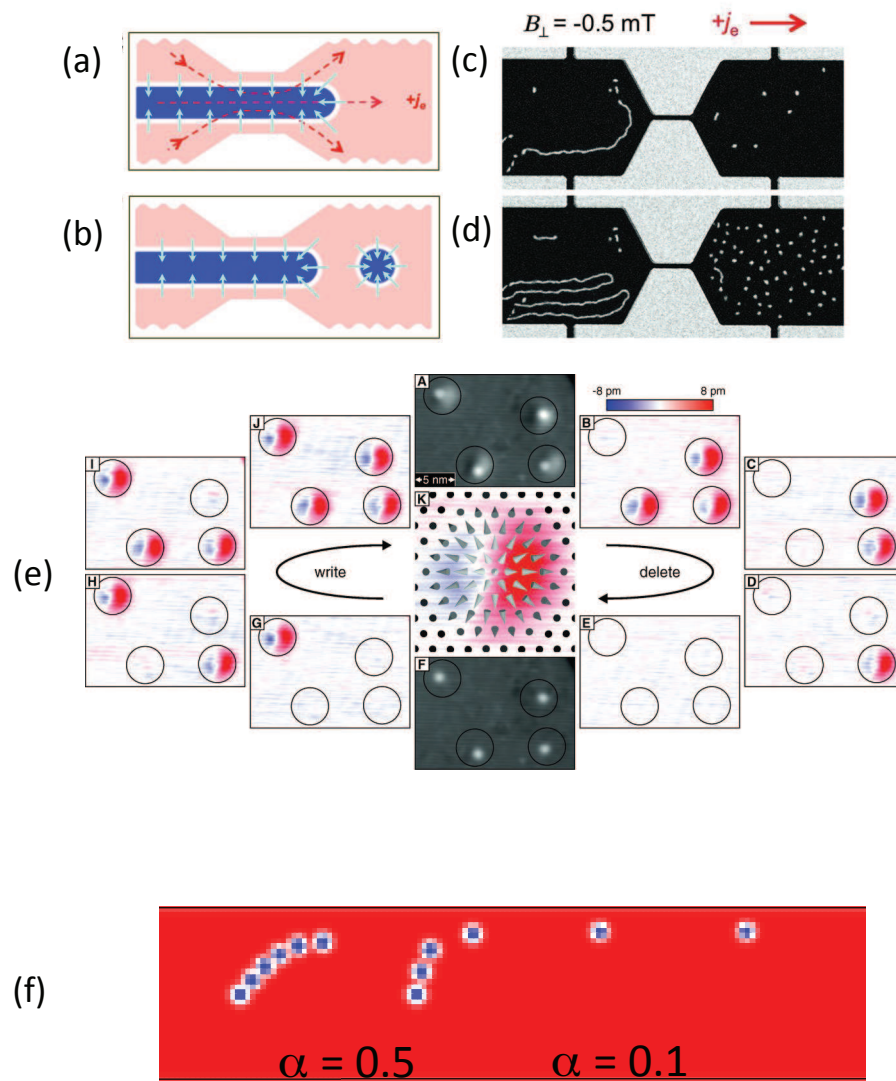 B⊥ = -0.5 mT
+je
(a)
+je
(c)
(b)
(d)
(e)
A
5 nm
-8 pm 8 pm
J
B
I
C
K
write
delete
H
D
G
E
F
(f)
α = 0.5
α = 0.1